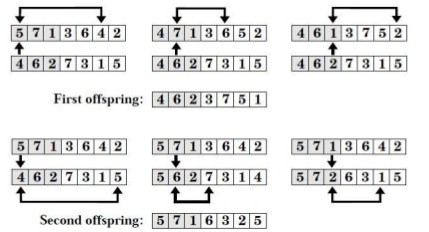 5 7 1 3 6 4 2 4 7 1 3 6 5 2 4 6 1 3 7 5 2
4 6 2 7 3 1 5 4 6 2 7 3 1 5 4 6 2 7 3 1 5
First offspring: 4 6 2 3 7 5 1
5 7 1 3 6 4 2 5 7 1 3 6 4 2 5 7 1 3 6 4 2
4 6 2 7 3 1 5 5 6 2 7 3 1 4 5 7 2 6 3 1 5
Second offspring: 5 7 1 6 3 2 5